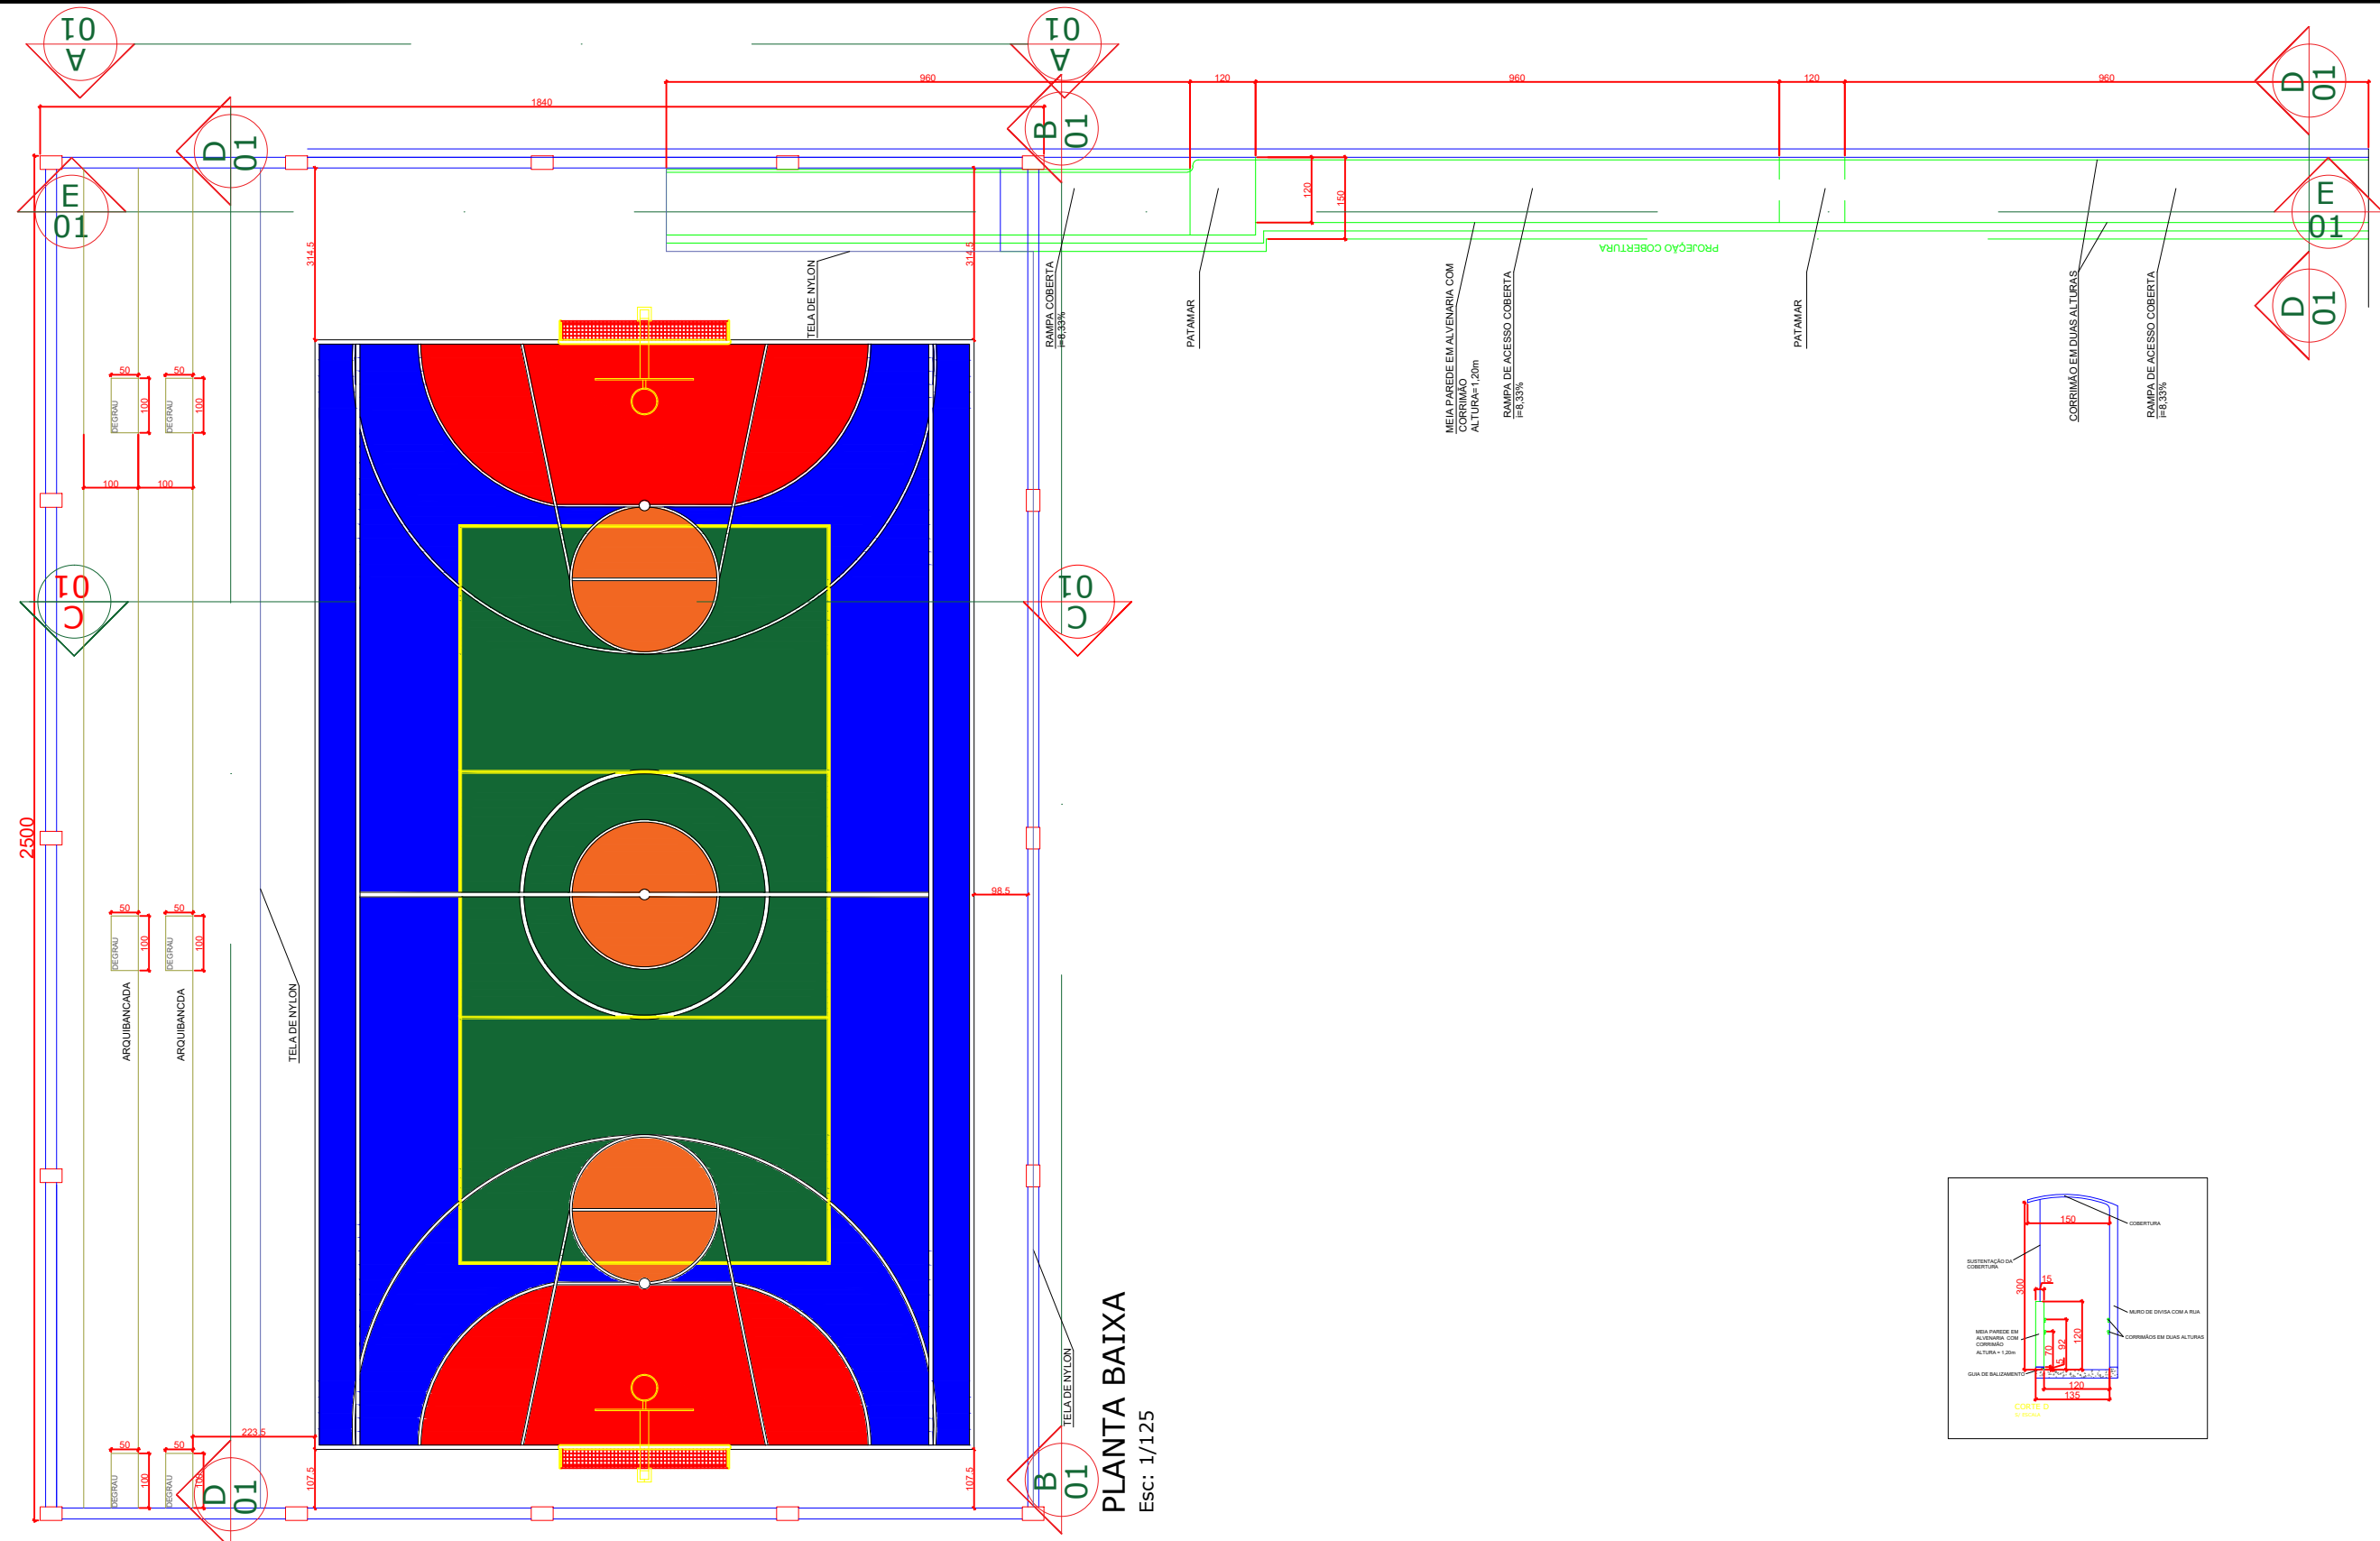 01
A
01
A
960
120
960
120
960
D
01
1840
B
01
D
01
E
01
E
01
120
150
314.5
314.5
PROJEÇÃO COBERTURA
TELA DE NYLON
RAMPA COBERTA
i=8,33%
PATAMAR
MEIA PAREDE EM ALVENARIA COM
CORRIMÃO
ALTURA=1,20m
RAMPA DE ACESSO COBERTA
i=8,33%
PATAMAR
CORRIMÃO EM DUAS ALTURAS
RAMPA DE ACESSO COBERTA
i=8,33%
D
01
50
50
DEGRAU
100
DEGRAU
100
100
100
01
C
01
C
2500
98.5
50
50
DEGRAU
100
DEGRAU
100
ARQUIBANCADA
ARQUIBANCDA
TELA DE NYLON
TELA DE NYLON
223.5
50
50
DEGRAU
100
DEGRAU
100
107.5
107.5
D
01
B
01
PLANTA BAIXA
Esc: 1/125
COBERTURA
150
SUSTENTAÇÃO DA
COBERTURA
300
15
MURO DE DIVISA COM A RUA
MEIA PAREDE EM
ALVENARIA COM
CORRIMÃO
ALTURA = 1,20m
CORRIMÃOS EM DUAS ALTURAS
70
92
120
5
GUIA DE BALIZAMENTO
120
135
CORTE D